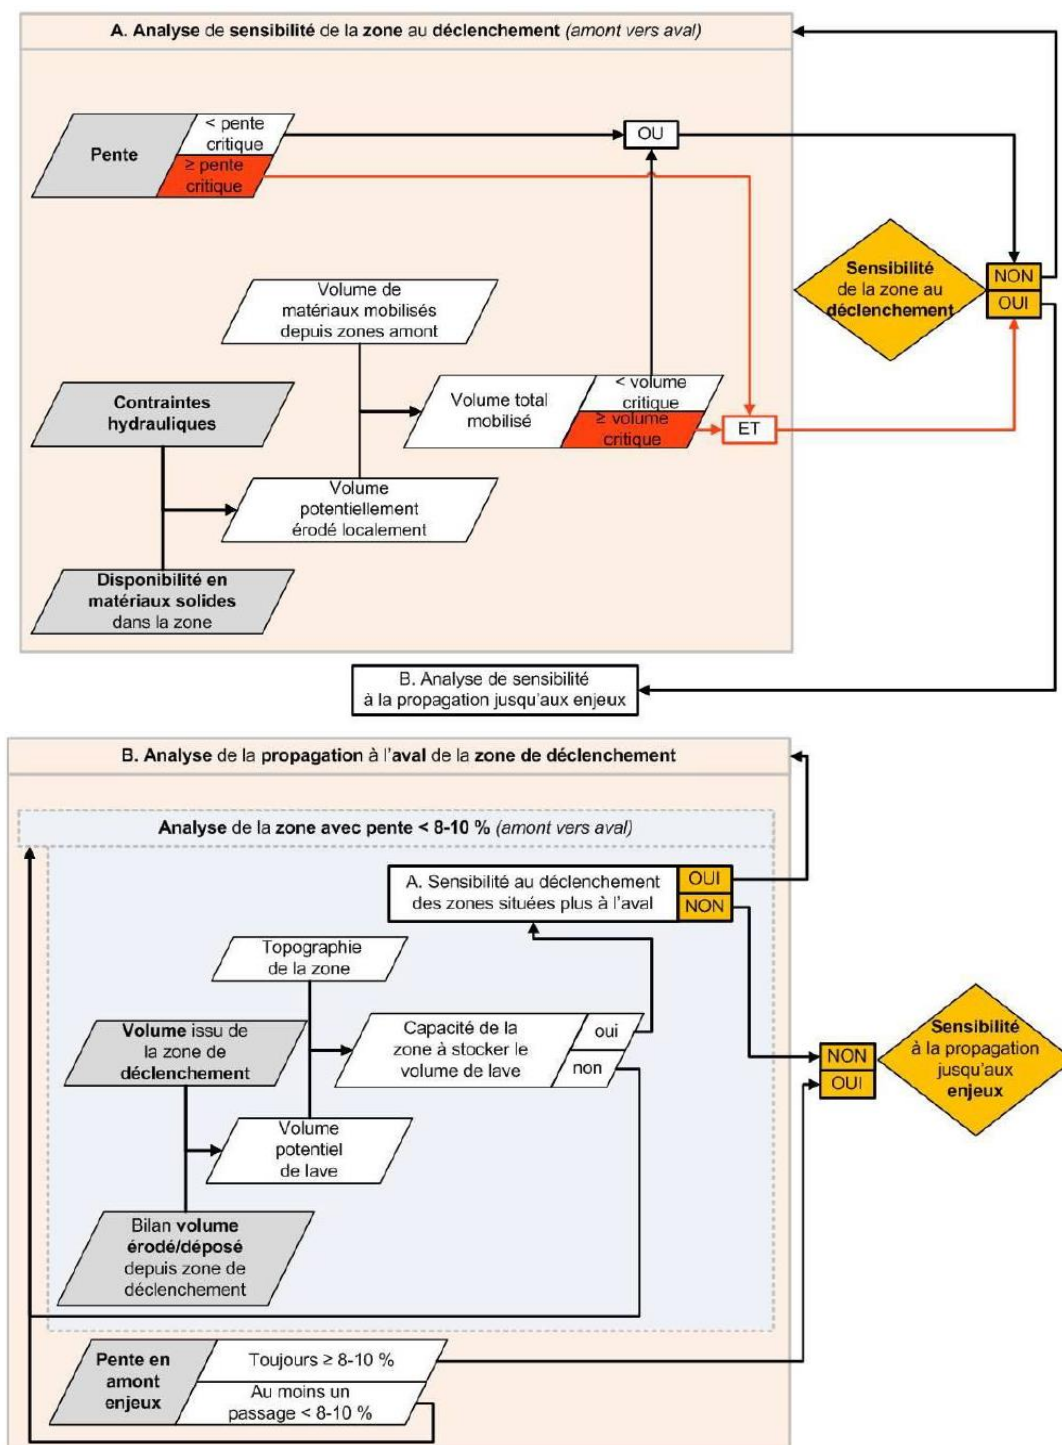 A. Analyse de sensibilité de la zone au déclenchement (amont vers aval)
Pente
< pente
critique
≥ pente
critique
OU
Sensibilité
de la zone au
déclenchement
NON
OUI
Volume de
matériaux mobilisés
depuis zones amont
Contraintes
hydrauliques
Volume total
mobilisé
< volume
critique
≥ volume
critique
ET
Volume
potentiellement
érodé localement
Disponibilité en
matériaux solides
dans la zone
B. Analyse de sensibilité
à la propagation jusqu'aux enjeux
B. Analyse de la propagation à l'aval de la zone de déclenchement
Analyse de la zone avec pente < 8-10 % (amont vers aval)
A. Sensibilité au déclenchement
des zones situées plus à l'aval
OUI
NON
Topographie
de la zone
Volume issu de
la zone de
déclenchement
Capacité de la
zone à stocker le
volume de lave
oui
non
Volume
potentiel
de lave
Bilan volume
érodé/déposé
depuis zone de
déclenchement
NON
OUI
Sensibilité
à la propagation
jusqu'aux
enjeux
Pente en
amont
enjeux
Toujours ≥ 8-10 %
Au moins un
passage < 8-10 %